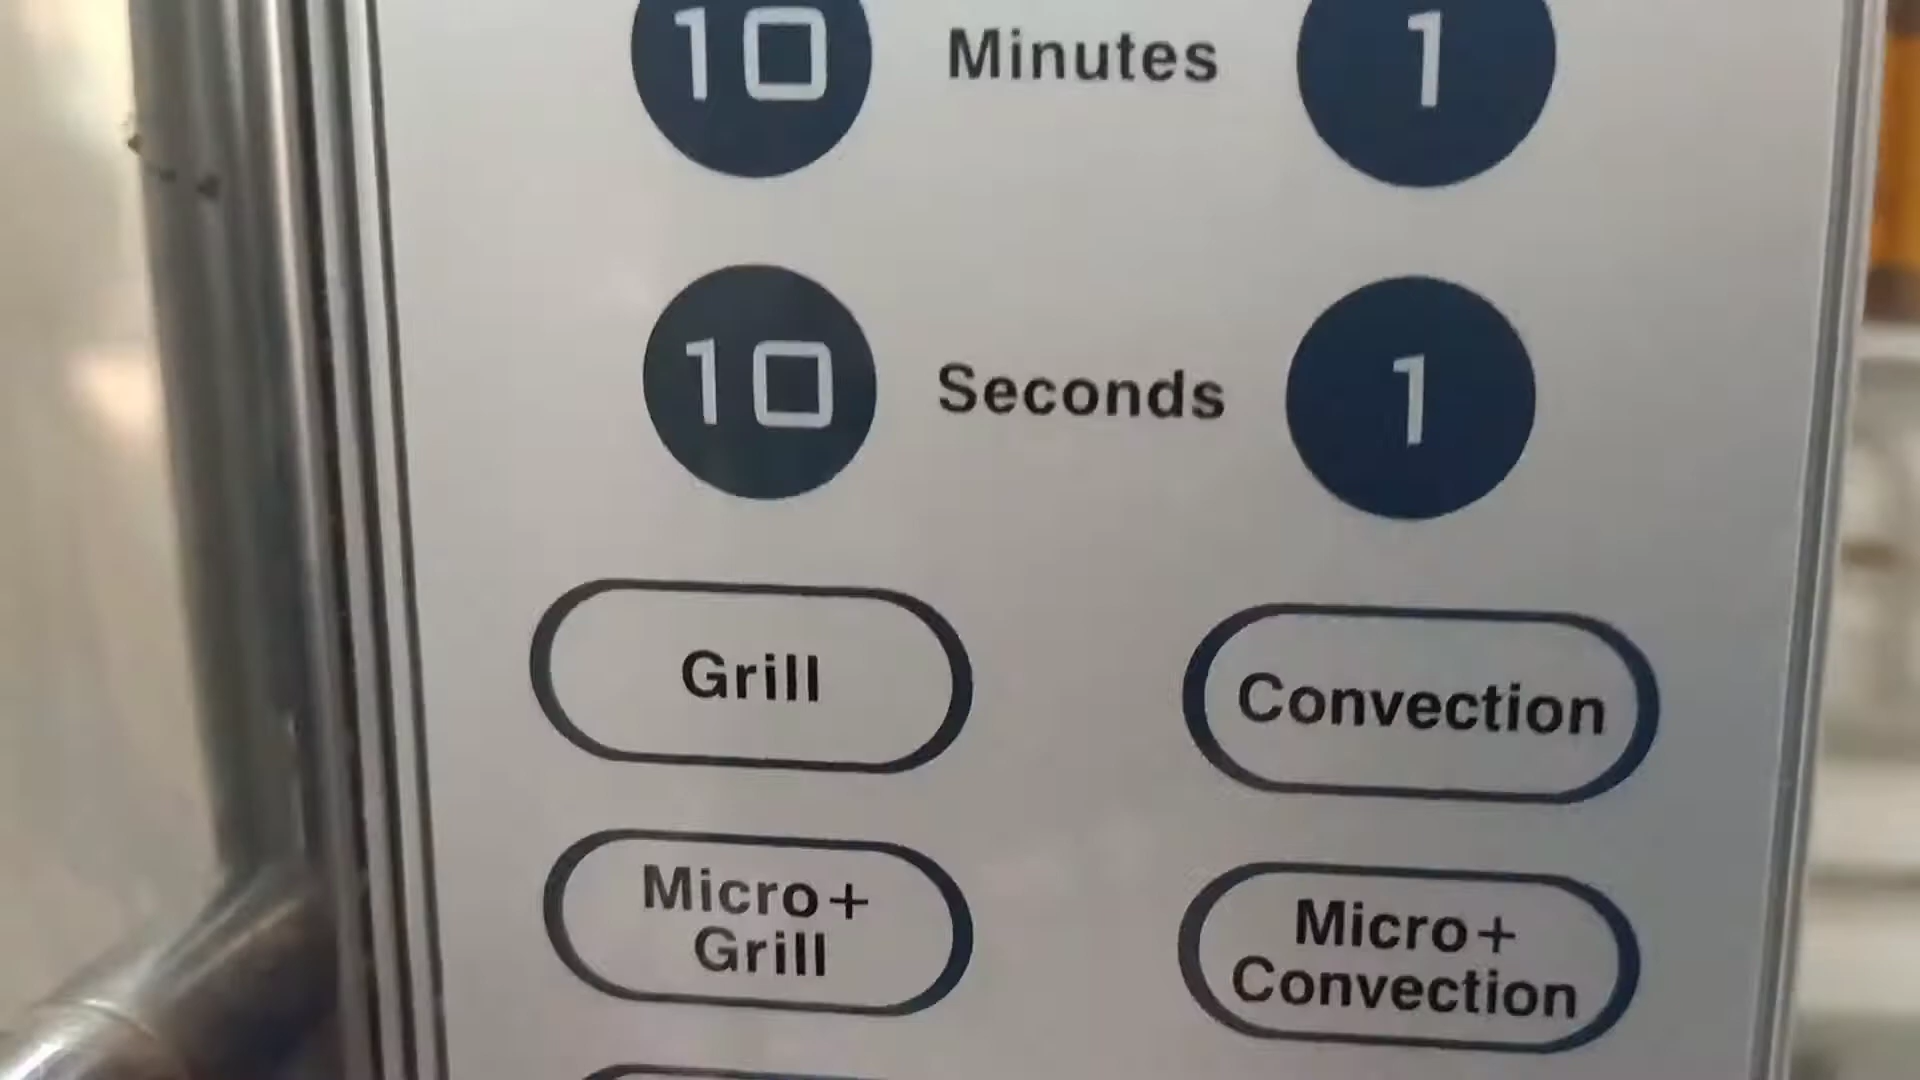 10 Minutes 1
10 Seconds 1
Grill
Convection
Micro+
Grill
Micro+
Convection